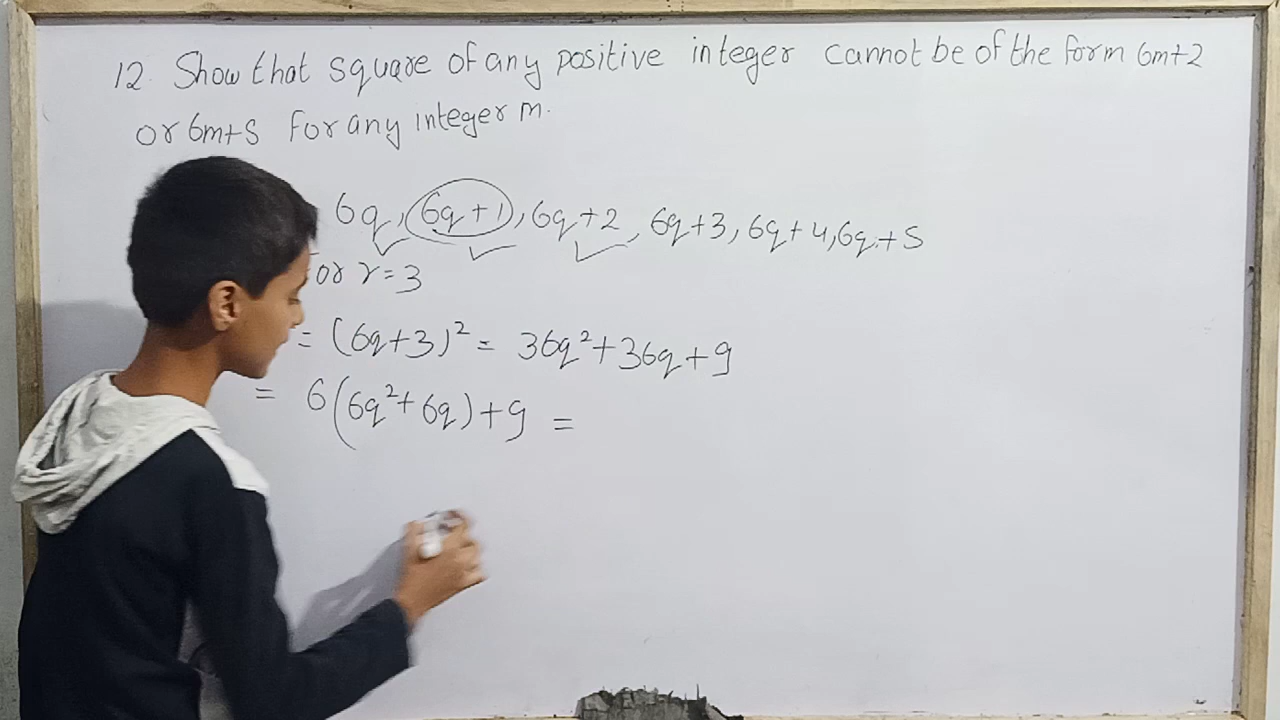 12. Show that square of any positive integer cannot be of the form 6m+2
or 6m+5 for any integer m.
6q, 6q+1, 6q+2, 6q+3, 6q+4, 6q+5
or r=3
= (6q+3)² = 36q²+36q+9
= 6(6q²+6q)+9 =